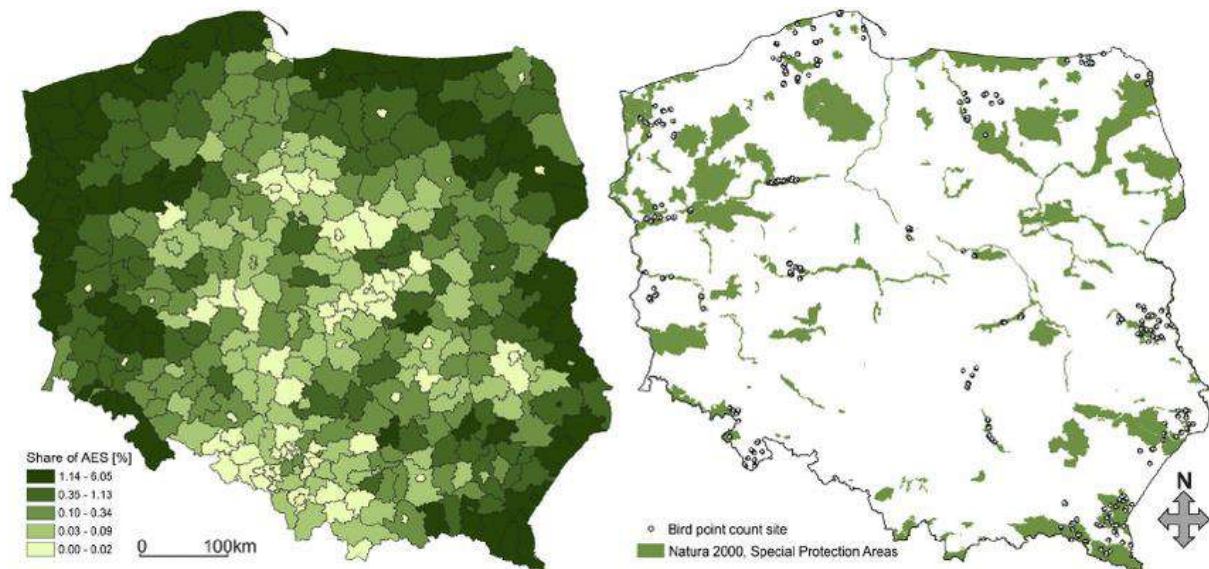 Share of AES [%]
1.14 - 6.05
0.35 - 1.13
0.10 - 0.34
0.03 - 0.09
0.00 - 0.02
0 100km
Bird point count site
Natura 2000, Special Protection Areas
N